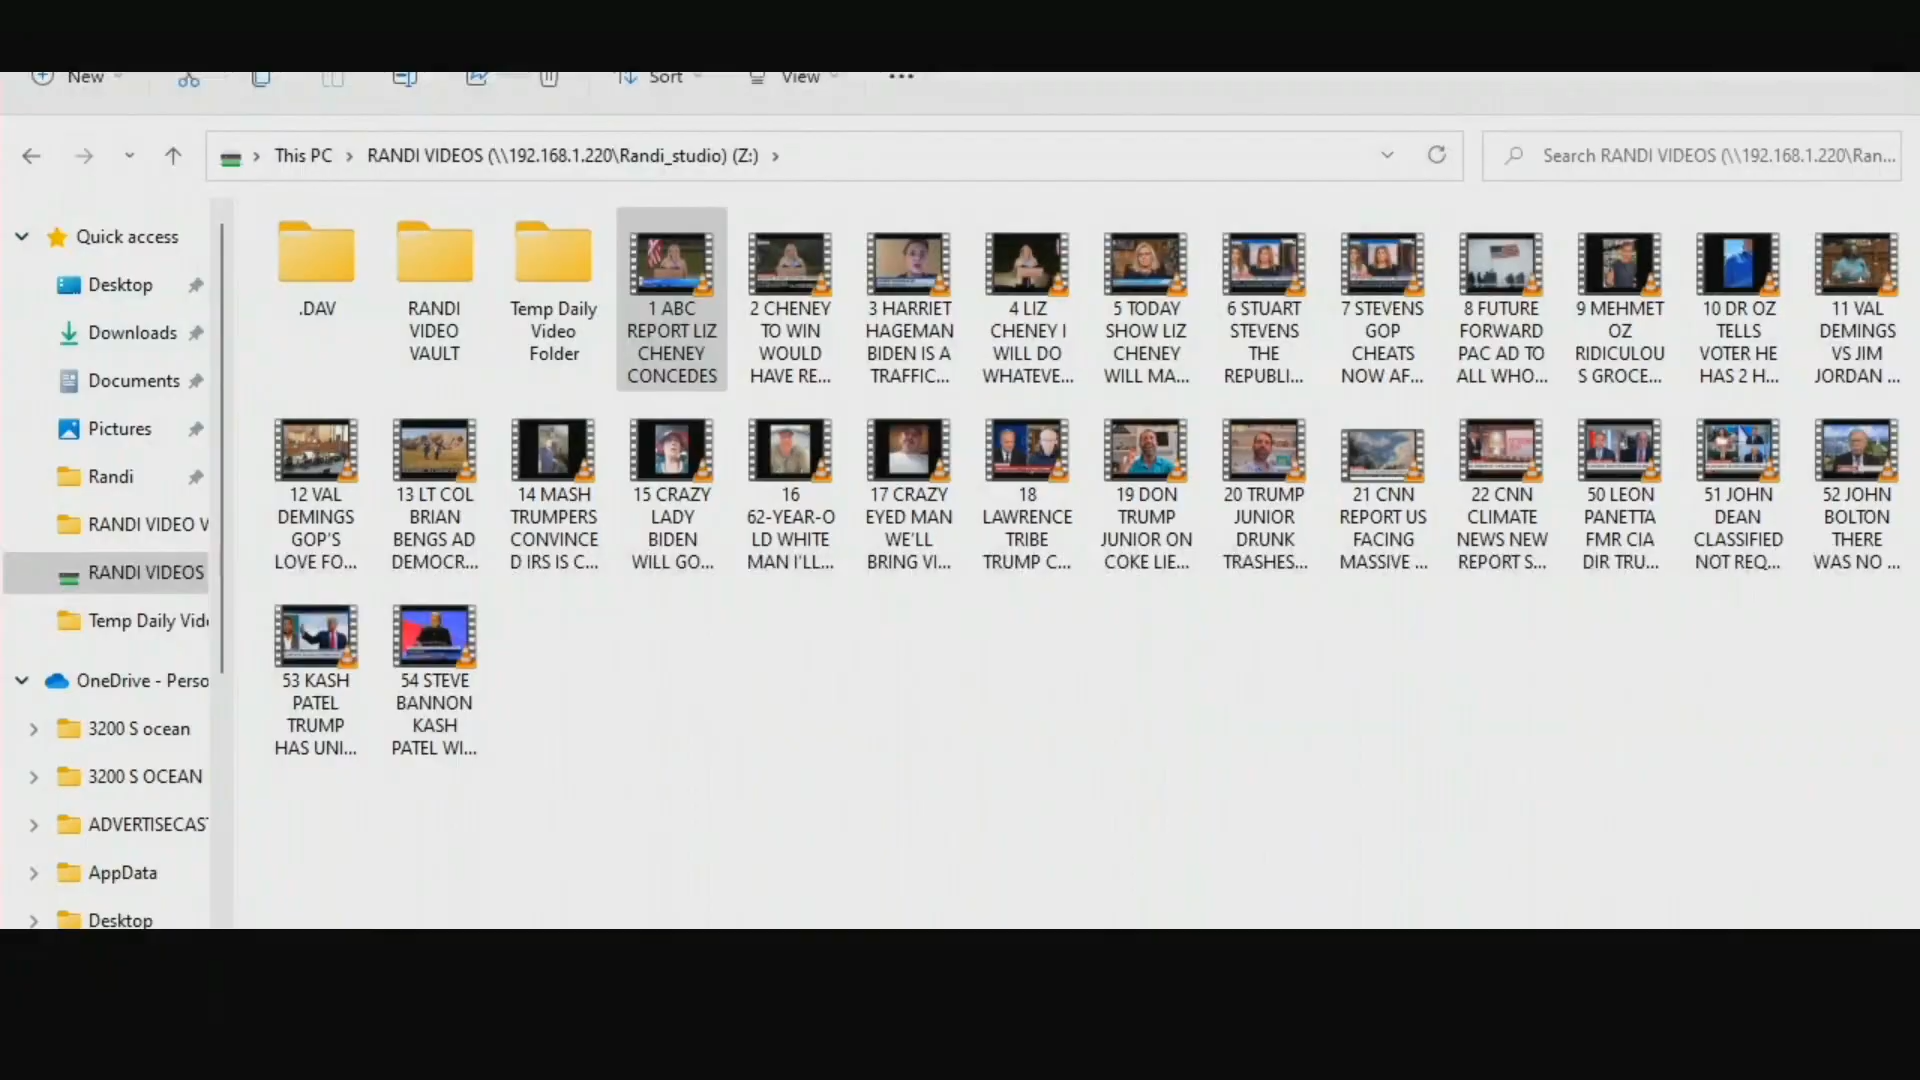 New
Sort
View
This PC
RANDI VIDEOS (\\192.168.1.220\Randi_studio) (Z:)
Search RANDI VIDEOS (\\192.168.1.220\Ran...
Quick access
Desktop
Downloads
Documents
Pictures
Randi
RANDI VIDEO V
RANDI VIDEOS
Temp Daily Vid
OneDrive - Perso
3200 S ocean
3200 S OCEAN
ADVERTISECAST
AppData
Desktop
.DAV
RANDI
VIDEO
VAULT
Temp Daily
Video
Folder
1 ABC
REPORT LIZ
CHENEY
CONCEDES
2 CHENEY
TO WIN
WOULD
HAVE RE...
3 HARRIET
HAGEMAN
BIDEN IS A
TRAFFIC...
4 LIZ
CHENEY I
WILL DO
WHATEVE...
5 TODAY
SHOW LIZ
CHENEY
WILL MA...
6 STUART
STEVENS
THE
REPUBLI...
7 STEVENS
GOP
CHEATS
NOW AF...
8 FUTURE
FORWARD
PAC AD TO
ALL WHO...
9 MEHMET
OZ
RIDICULOU
S GROCE...
10 DR OZ
TELLS
VOTER HE
HAS 2 H...
11 VAL
DEMINGS
VS JIM
JORDAN ...
12 VAL
DEMINGS
GOP'S
LOVE FO...
13 LT COL
BRIAN
BENGS AD
DEMOCR...
14 MASH
TRUMPERS
CONVINCE
D IRS IS C...
15 CRAZY
LADY
BIDEN
WILL GO...
16
62-YEAR-O
LD WHITE
MAN I'LL...
17 CRAZY
EYED MAN
WE'LL
BRING VI...
18
LAWRENCE
TRIBE
TRUMP C...
19 DON
TRUMP
JUNIOR ON
COKE LIE...
20 TRUMP
JUNIOR
DRUNK
TRASHES...
21 CNN
REPORT US
FACING
MASSIVE ...
22 CNN
CLIMATE
NEWS NEW
REPORT S...
50 LEON
PANETTA
FMR CIA
DIR TRU...
51 JOHN
DEAN
CLASSIFIED
NOT REQ...
52 JOHN
BOLTON
THERE
WAS NO ...
53 KASH
PATEL
TRUMP
HAS UNI...
54 STEVE
BANNON
KASH
PATEL WI...